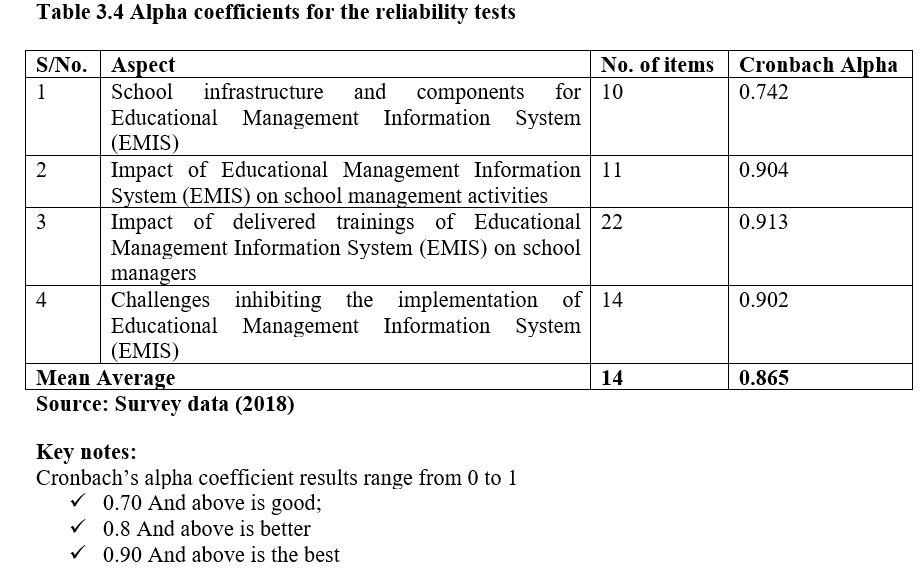 Table 3.4 Alpha coefficients for the reliability tests
S/No. Aspect No. of items Cronbach Alpha
1 School infrastructure and components for 10 0.742
Educational Management Information System
(EMIS)
2 Impact of Educational Management Information 11 0.904
System (EMIS) on school management activities
3 Impact of delivered trainings of Educational 22 0.913
Management Information System (EMIS) on school
managers
4 Challenges inhibiting the implementation of 14 0.902
Educational Management Information System
(EMIS)
Mean Average 14 0.865
Source: Survey data (2018)
Key notes:
Cronbach’s alpha coefficient results range from 0 to 1
✓ 0.70 And above is good;
✓ 0.8 And above is better
✓ 0.90 And above is the best